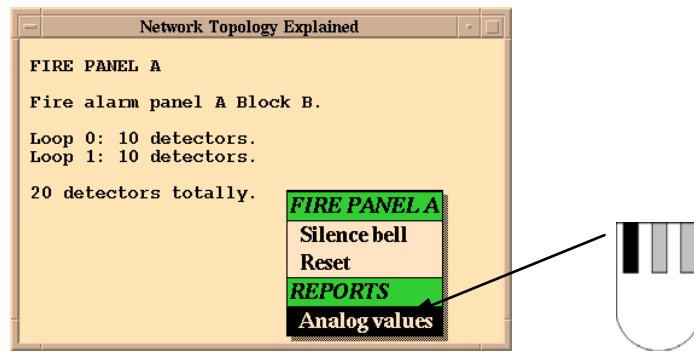 Network Topology Explained
FIRE PANEL A
Fire alarm panel A Block B.
Loop 0: 10 detectors.
Loop 1: 10 detectors.
20 detectors totally.
FIRE PANEL A
Silence bell
Reset
REPORTS
Analog values